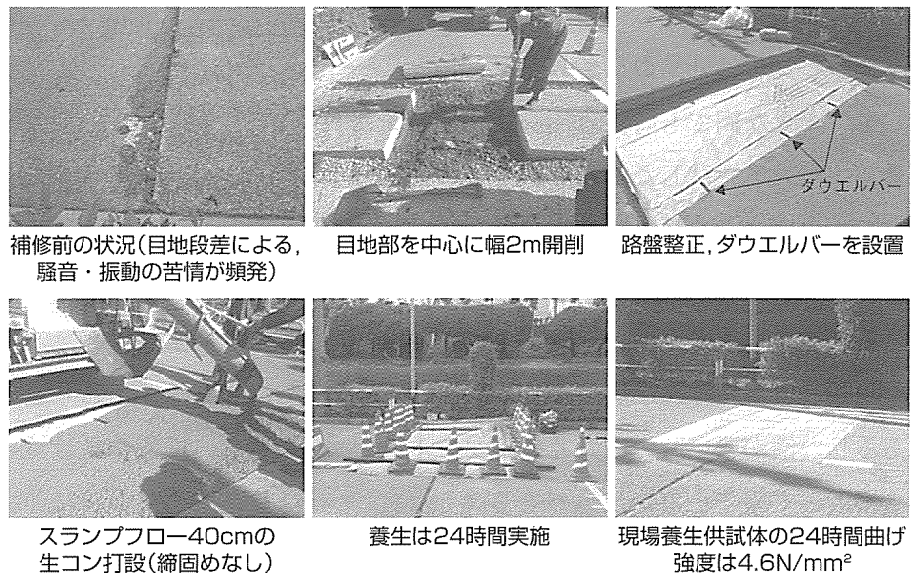 ダウエルバー
補修前の状況(目地段差による,
騒音・振動の苦情が頻発)
目地部を中心に幅2m開削
路盤整正,ダウエルバーを設置
スランプフロー40cmの
生コン打設(締固めなし)
養生は24時間実施
現場養生供試体の24時間曲げ
強度は4.6N/mm²